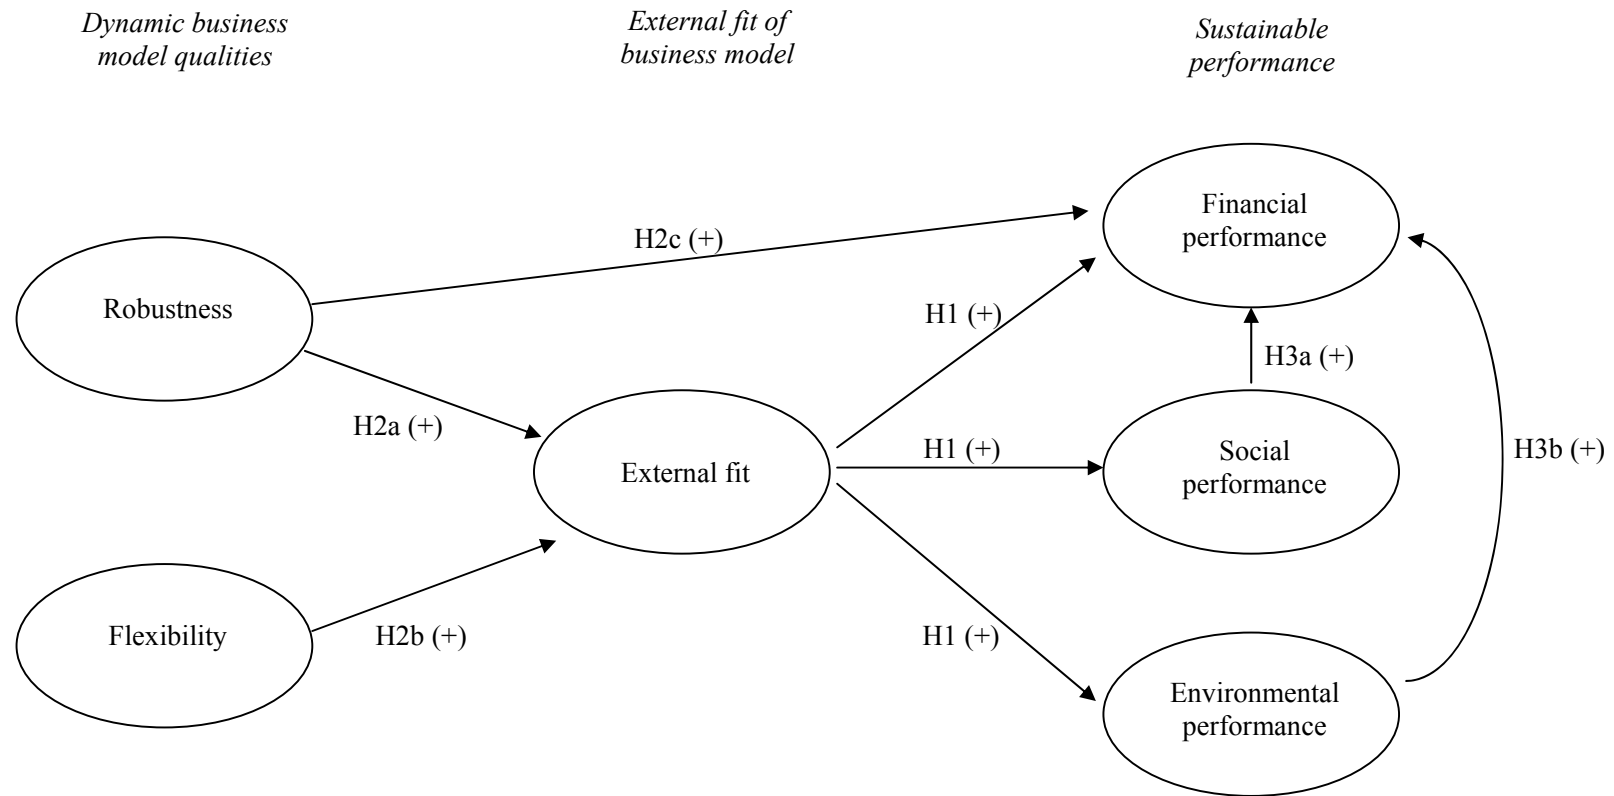 Dynamic business
model qualities
External fit of
business model
Sustainable
performance
Financial
performance
H2c (+)
Robustness
H1 (+)
H3a (+)
H2a (+)
External fit
H1 (+)
Social
performance
H3b (+)
Flexibility
H2b (+)
H1 (+)
Environmental
performance